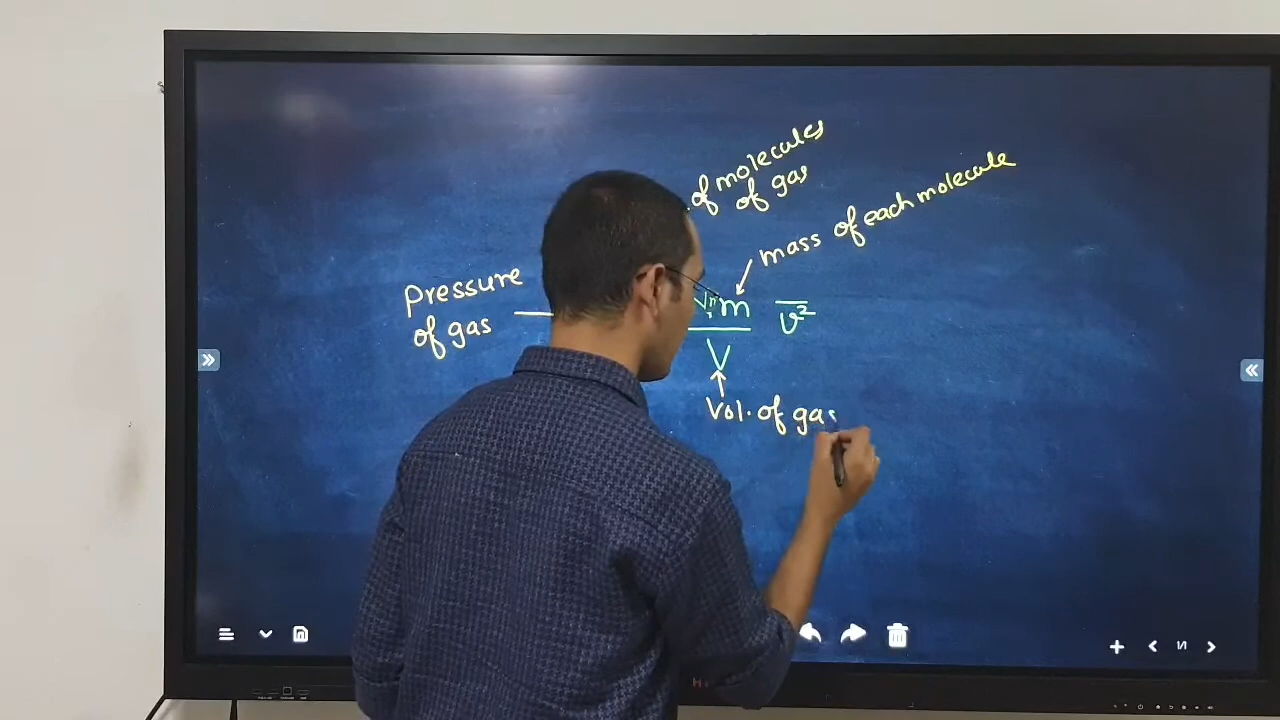 of molecules
of gas
mass of each molecule
Pressure
of gas
m v²
V
Vol. of gas